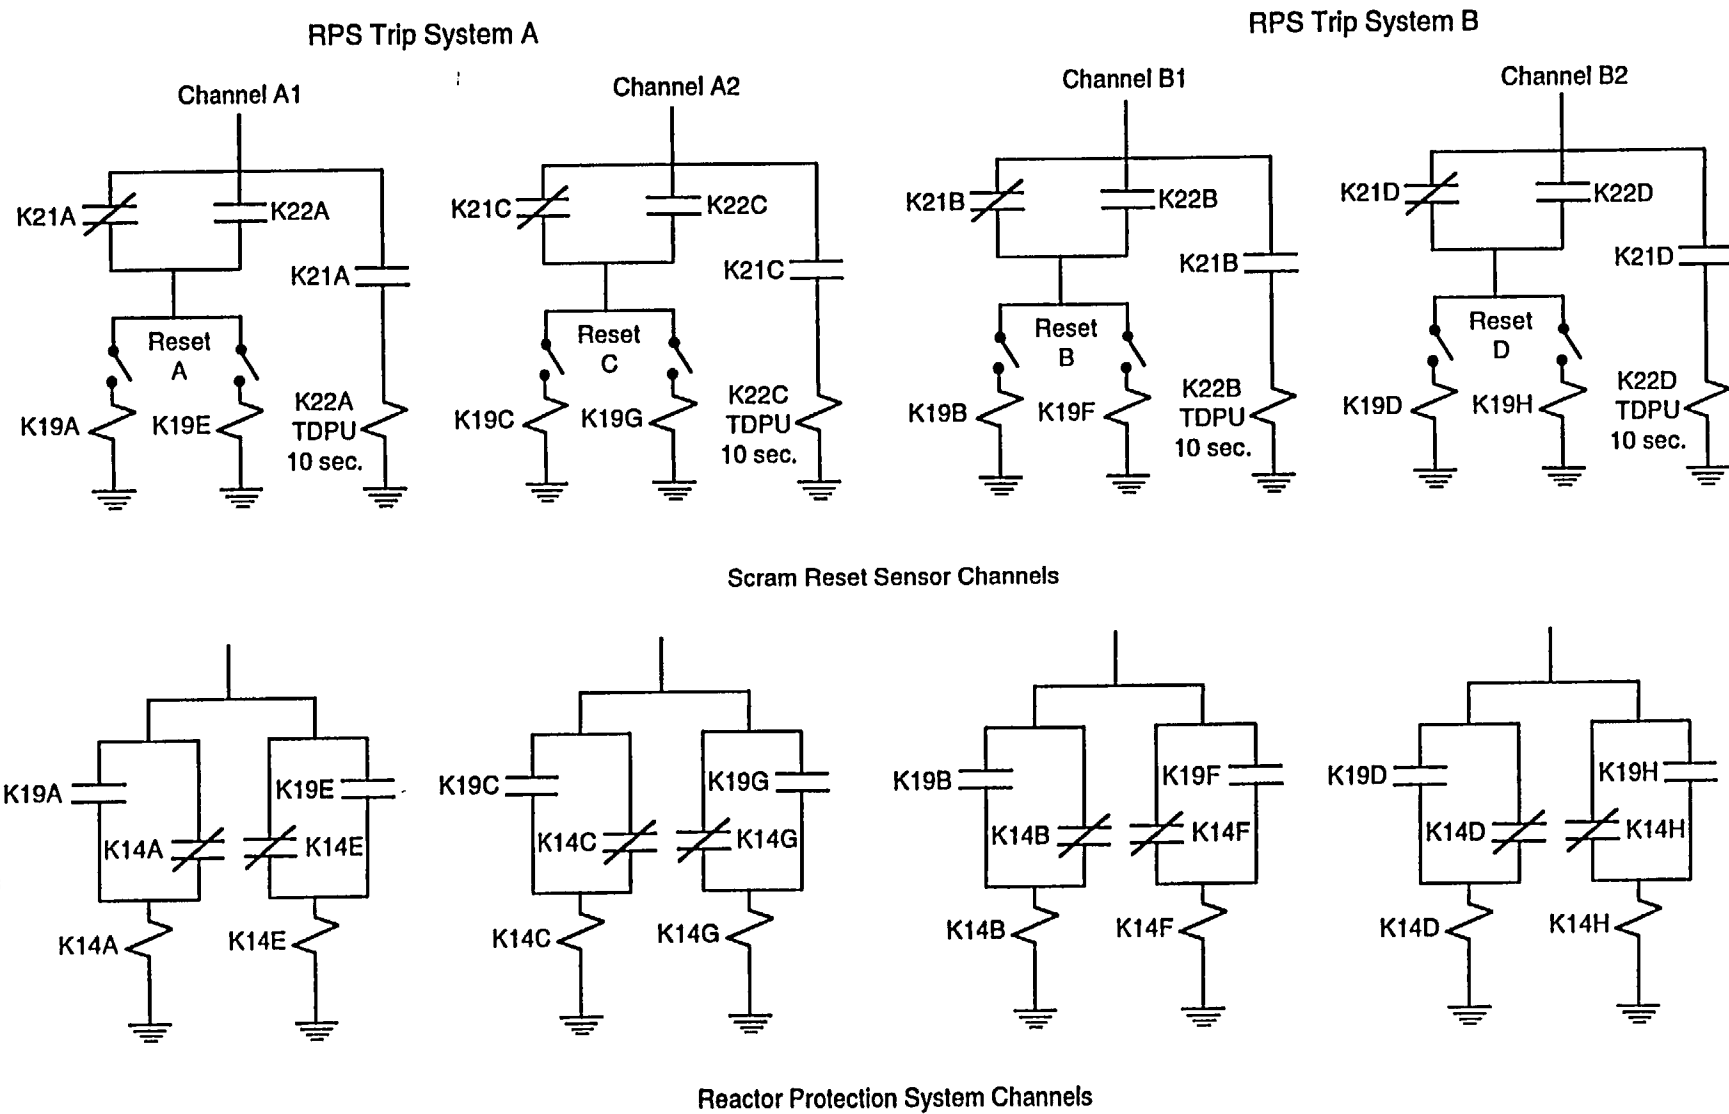 RPS Trip System A
RPS Trip System B
Channel A1
Channel A2
Channel B1
Channel B2
K21A
K22A
K21A
Reset
A
K19A
K19E
K22A
TDPU
10 sec.
K21C
K22C
K21C
Reset
C
K19C
K19G
K22C
TDPU
10 sec.
K21B
K22B
K21B
Reset
B
K19B
K19F
K22B
TDPU
10 sec.
K21D
K22D
K21D
Reset
D
K19D
K19H
K22D
TDPU
10 sec.
Scram Reset Sensor Channels
K19A
K19E
K14A
K14E
K14A
K14E
K19C
K19G
K14C
K14G
K14C
K14G
K19B
K19F
K14B
K14F
K14B
K14F
K19D
K19H
K14D
K14H
K14D
K14H
Reactor Protection System Channels